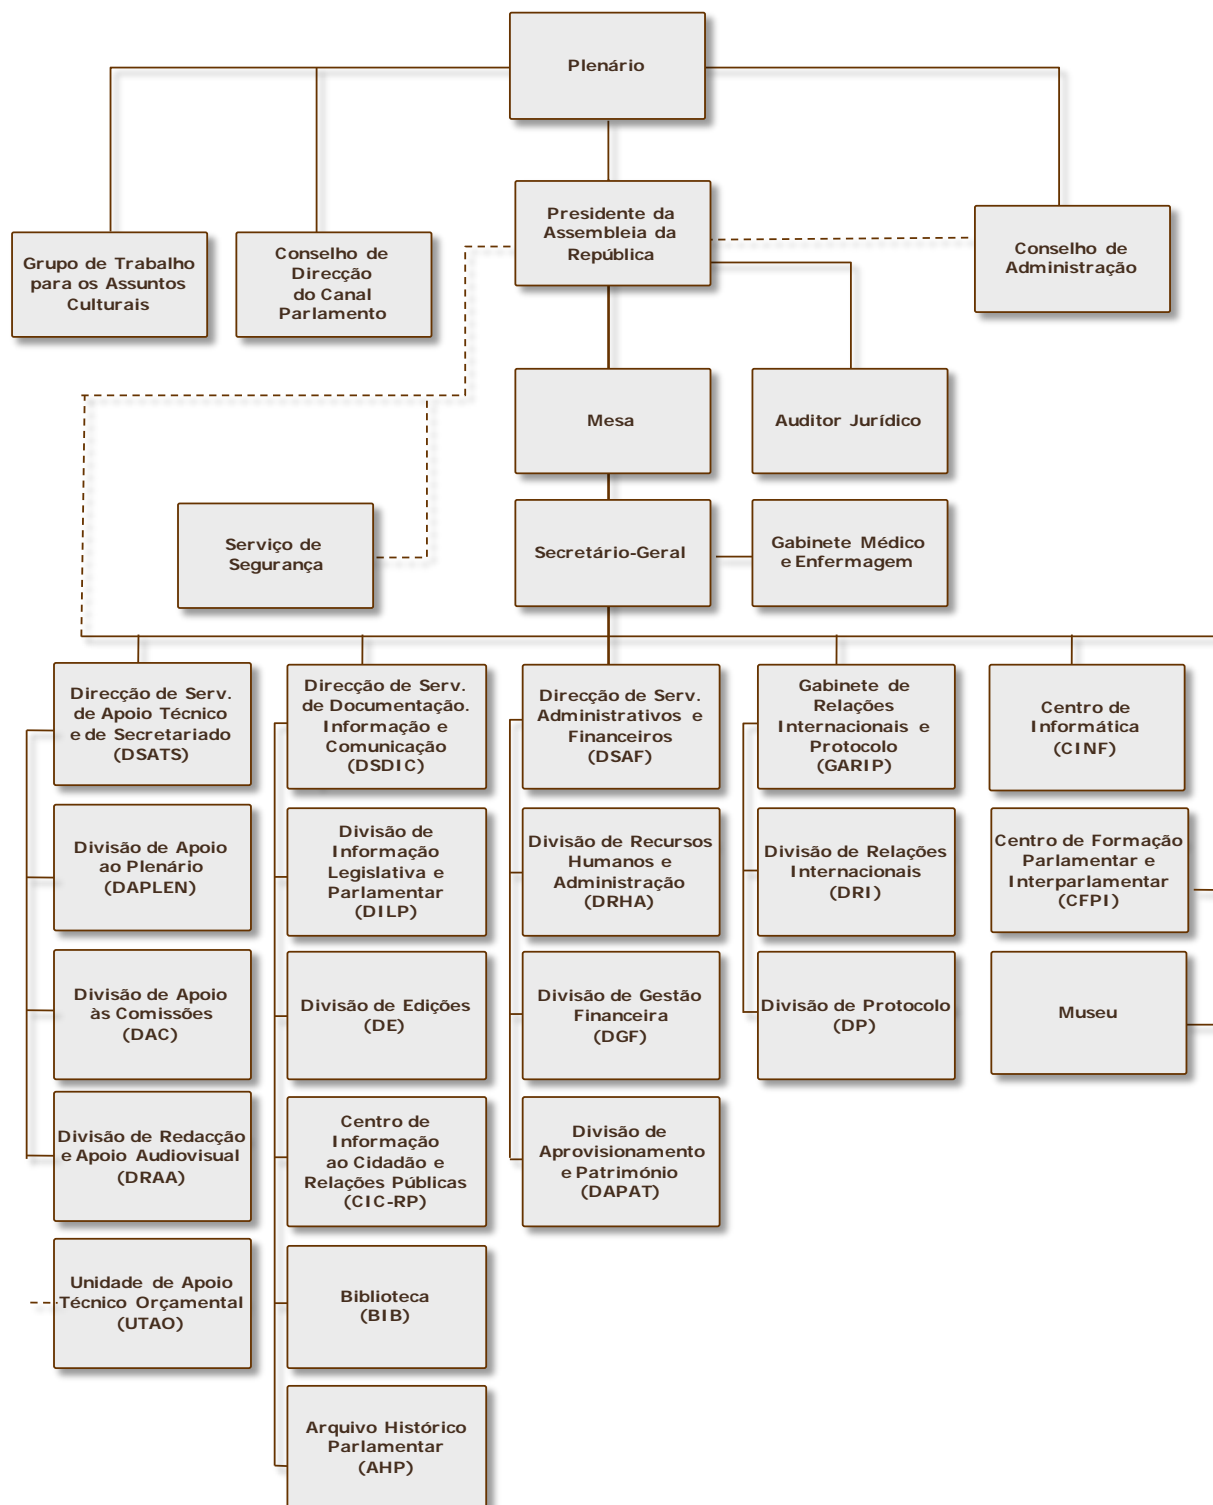 Plenário
Presidente da
Assembleia da
República
Grupo de Trabalho
para os Assuntos
Culturais
Conselho de
Direcção
do Canal
Parlamento
Conselho de
Administração
Mesa
Auditor Jurídico
Serviço de
Segurança
Secretário-Geral
Gabinete Médico
e Enfermagem
Direcção de Serv.
de Apoio Técnico
e de Secretariado
(DSATS)
Direcção de Serv.
de Documentação.
Informação e
Comunicação
(DSDIC)
Direcção de Serv.
Administrativos e
Financeiros
(DSAF)
Gabinete de
Relações
Internacionais e
Protocolo
(GARIP)
Centro de
Informática
(CINF)
Divisão de Apoio
ao Plenário
(DAPLEN)
Divisão de
Informação
Legislativa e
Parlamentar
(DILP)
Divisão de Recursos
Humanos e
Administração
(DRHA)
Divisão de Relações
Internacionais
(DRI)
Centro de Formação
Parlamentar e
Interparlamentar
(CFPI)
Divisão de Apoio
às Comissões
(DAC)
Divisão de Edições
(DE)
Divisão de Gestão
Financeira
(DGF)
Divisão de Protocolo
(DP)
Museu
Divisão de Redacção
e Apoio Audiovisual
(DRAA)
Centro de
Informação
ao Cidadão e
Relações Públicas
(CIC-RP)
Divisão de
Aprovisionamento
e Património
(DAPAT)
Unidade de Apoio
Técnico Orçamental
(UTAO)
Biblioteca
(BIB)
Arquivo Histórico
Parlamentar
(AHP)